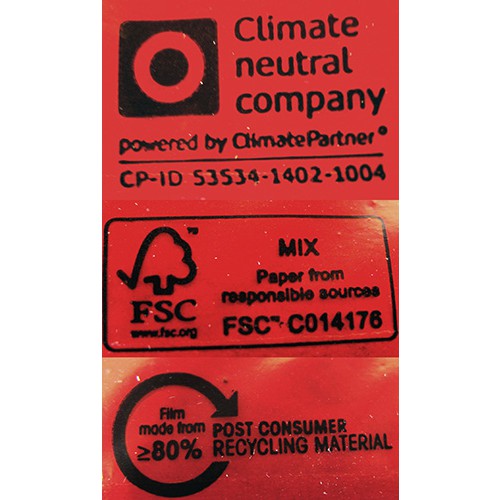 Climate
neutral
company
powered by ClimatePartner®
CP-ID 53534-1402-1004
FSC™
www.fsc.org
MIX
Paper from
responsible sources
FSC™ C014176
Film
made from
≥80%
POST CONSUMER
RECYCLING MATERIAL